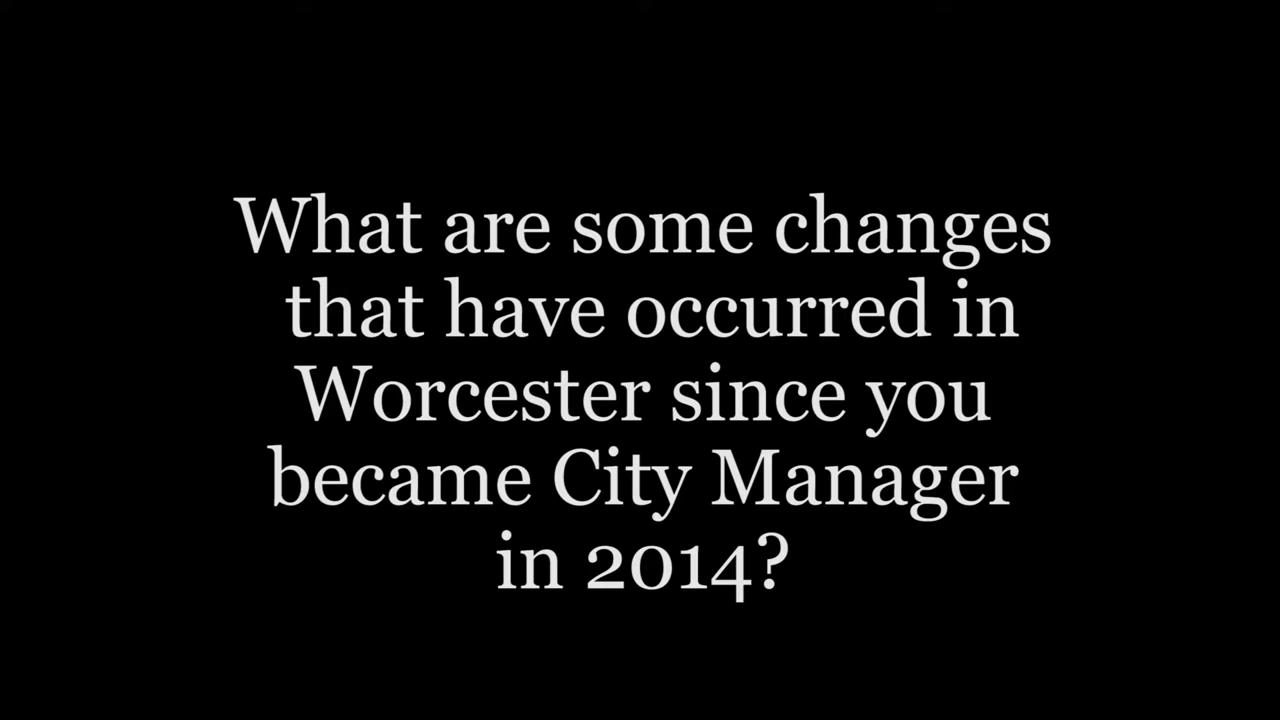 What are some changes
that have occurred in
Worcester since you
became City Manager
in 2014?